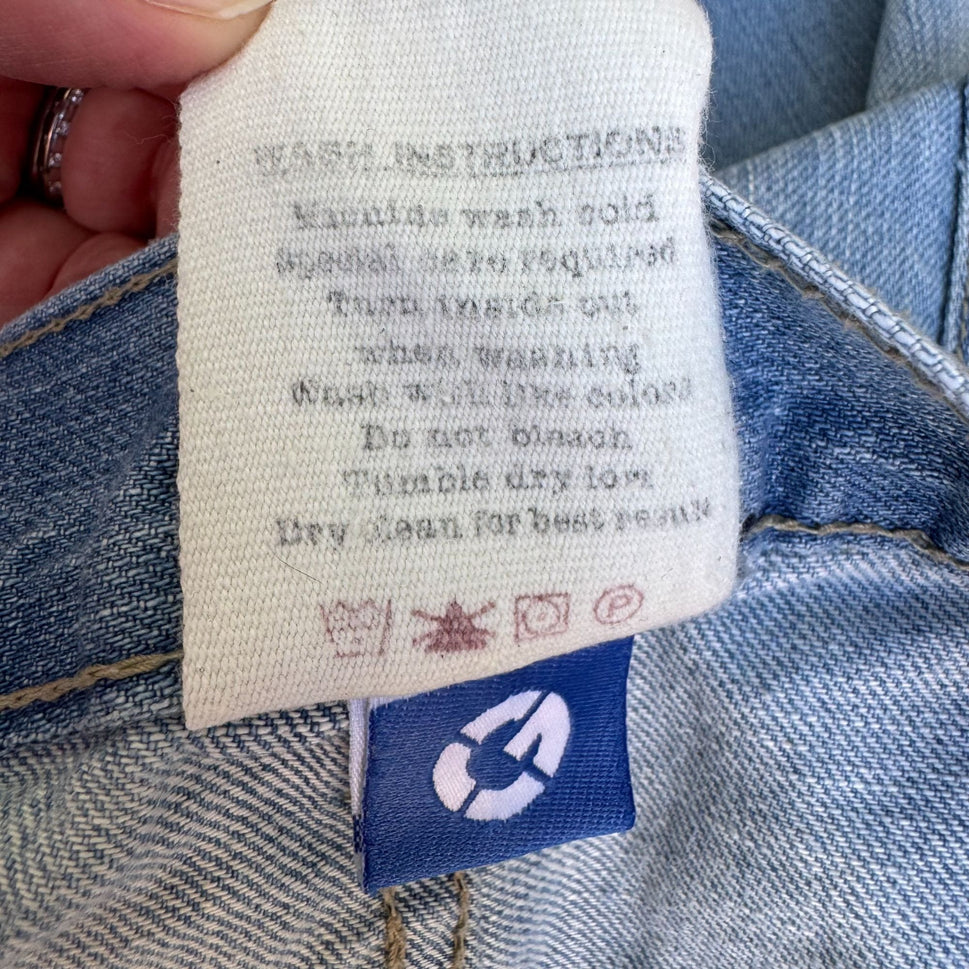 WASH INSTRUCTIONS
Machine wash cold
Special care required
Turn inside out
when washing
Wash with like colors
Do not bleach
Tumble dry low
Dry clean for best result
P
G